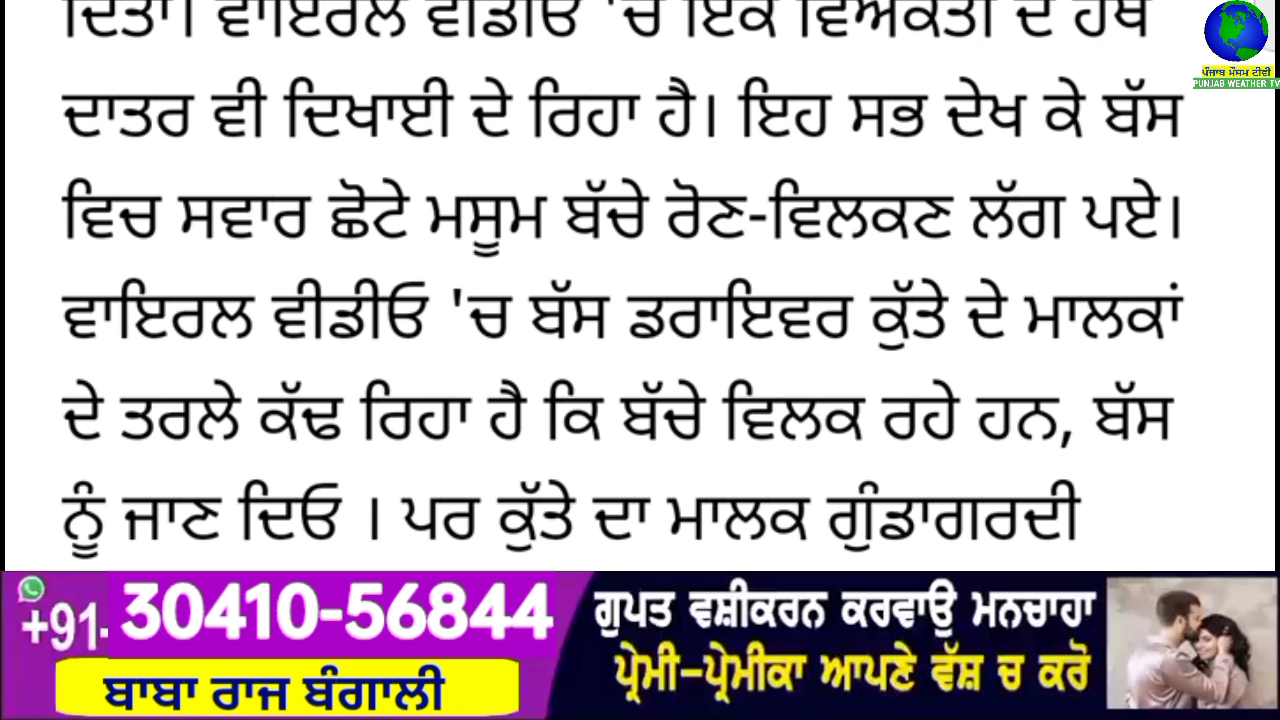 ਦਿੱਤਾ। ਵਾਇਰਲ ਵੀਡੀਓ 'ਚ ਇੱਕ ਵਿਅਕਤੀ ਦੇ ਹੱਥ
ਦਾਤਰ ਵੀ ਦਿਖਾਈ ਦੇ ਰਿਹਾ ਹੈ। ਇਹ ਸਭ ਦੇਖ ਕੇ ਬੱਸ
ਵਿਚ ਸਵਾਰ ਛੋਟੇ ਮਸੂਮ ਬੱਚੇ ਰੋਣ-ਵਿਲਕਣ ਲੱਗ ਪਏ।
ਵਾਇਰਲ ਵੀਡੀਓ 'ਚ ਬੱਸ ਡਰਾਇਵਰ ਕੁੱਤੇ ਦੇ ਮਾਲਕਾਂ
ਦੇ ਤਰਲੇ ਕੱਢ ਰਿਹਾ ਹੈ ਕਿ ਬੱਚੇ ਵਿਲਕ ਰਹੇ ਹਨ, ਬੱਸ
ਨੂੰ ਜਾਣ ਦਿਓ । ਪਰ ਕੁੱਤੇ ਦਾ ਮਾਲਕ ਗੁੰਡਾਗਰਦੀ
ਪੰਜਾਬ ਮੌਸਮ ਟੀਵੀ
PUNJAB WEATHER TV
+91- 30410-56844
ਬਾਬਾ ਰਾਜ ਬੰਗਾਲੀ
ਗੁਪਤ ਵਸ਼ੀਕਰਨ ਕਰਵਾਉ ਮਨਚਾਹਾ
ਪ੍ਰੇਮੀ-ਪ੍ਰੇਮੀਕਾ ਆਪਣੇ ਵੱਸ਼ ਚ ਕਰੋ